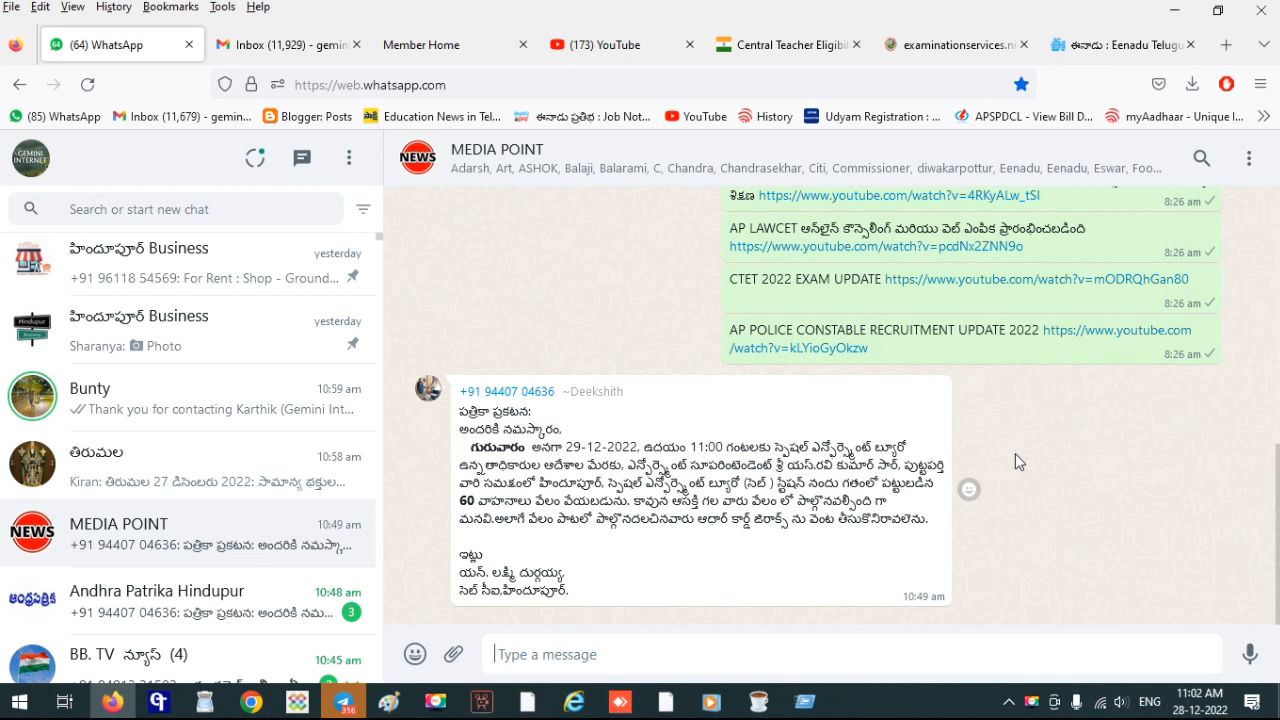 File Edit View History Bookmarks Tools Help
(64) WhatsApp
Inbox (11,929) - gemin
Member Home
(173) YouTube
Central Teacher Eligibil
examinationservices.ni
ఈనాడు : Eenadu Telugu
https://web.whatsapp.com
(85) WhatsApp
Inbox (11,679) - gemin...
Blogger: Posts
Education News in Tel...
ఈనాడు ప్రతిభ : Job Not...
YouTube
History
Udyam Registration : ...
APSPDCL - View Bill D...
myAadhaar - Unique I...
GEMINI INTERNET
NEWS
MEDIA POINT
Adarsh, Art, ASHOK, Balaji, Balarami, C, Chandra, Chandrasekhar, Citi, Commissioner, diwakarpottur, Eenadu, Eenadu, Eswar, Foo...
Search or start new chat
హిందూపూర్ Business
yesterday
+91 96118 54569: For Rent : Shop - Ground...
హిందూపూర్ Business
yesterday
Sharanya: Photo
Bunty
10:59 am
Thank you for contacting Karthik (Gemini Int...
తిరుమల
10:58 am
Kiran: తిరుమల 27 డిసెంబరు 2022: సామాన్య భక్తుల...
NEWS
MEDIA POINT
10:49 am
+91 94407 04636: పత్రికా ప్రకటన: అందరికి నమస్కా...
ఆంధ్రపత్రిక
Andhra Patrika Hindupur
10:48 am
+91 94407 04636: పత్రికా ప్రకటన: అందరికి నమ...
3
BB. TV న్యూస్ (4)
10:45 am
శిక్షణ https://www.youtube.com/watch?v=4RKyALw_tSI
8:26 am
AP LAWCET ఆన్‌లైన్ కౌన్సెలింగ్ మరియు వెబ్ ఎంపిక ప్రారంభించబడింది
https://www.youtube.com/watch?v=pcdNx2ZNN9o
8:26 am
CTET 2022 EXAM UPDATE https://www.youtube.com/watch?v=mODRQhGan80
8:26 am
AP POLICE CONSTABLE RECRUITMENT UPDATE 2022 https://www.youtube.com
/watch?v=kLYioGyOkzw
8:26 am
+91 94407 04636 ~Deekshith
పత్రికా ప్రకటన:
అందరికి నమస్కారం,
గురువారం అనగా 29-12-2022, ఉదయం 11:00 గంటలకు స్పెషల్ ఎన్ఫోర్స్మెంట్ బ్యూరో
ఉన్నతాధికారుల ఆదేశాల మేరకు, ఎన్ఫోర్స్మెంట్ సూపరింటెండెంట్ శ్రీ యస్.రవి కుమార్ సార్, పుట్టపర్తి
వారి సమక్షంలో హిందూపూర్, స్పెషల్ ఎన్ఫోర్స్మెంట్ బ్యూరో (సెబ్ ) స్టేషన్ నందు గతంలో పట్టుబడిన
60 వాహనాలు వేలం వేయబడును. కావున ఆసక్తి గల వారు వేలం లో పాల్గొనవల్సింది గా
మనవి.అలాగే వేలం పాటలో పాల్గొనదలచినవారు ఆధార్ కార్డ్ జిరాక్స్ ను వెంట తీసుకొనిరావలెను.
ఇట్లు
యస్. లక్ష్మి దుర్గయ్య,
సెబ్ సీఐ,హిందూపూర్.
10:49 am
Type a message
356
ENG
11:02 AM
28-12-2022